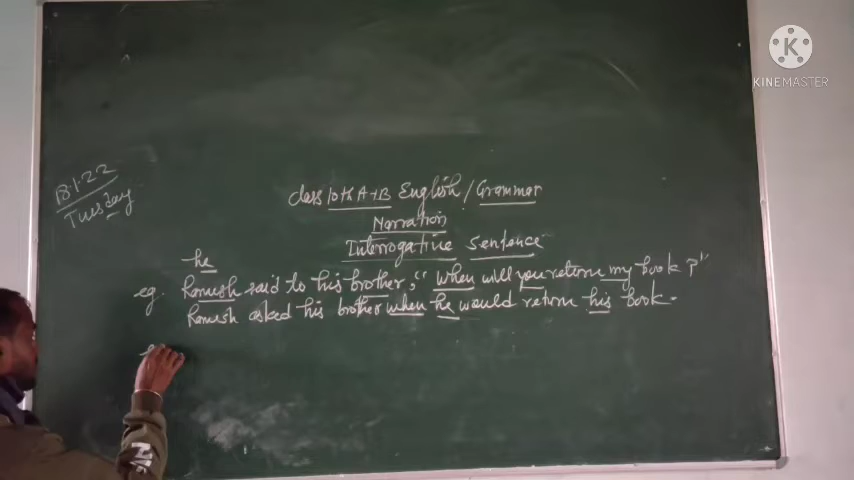 K
KINEMASTER
18.1.22
Tuesday
Class 10th A+B English / Grammar
Narration
Interrogative Sentence
he
eg. Ramesh said to his brother, "When will you return my book ?"
Ramesh asked his brother when he would return his book.